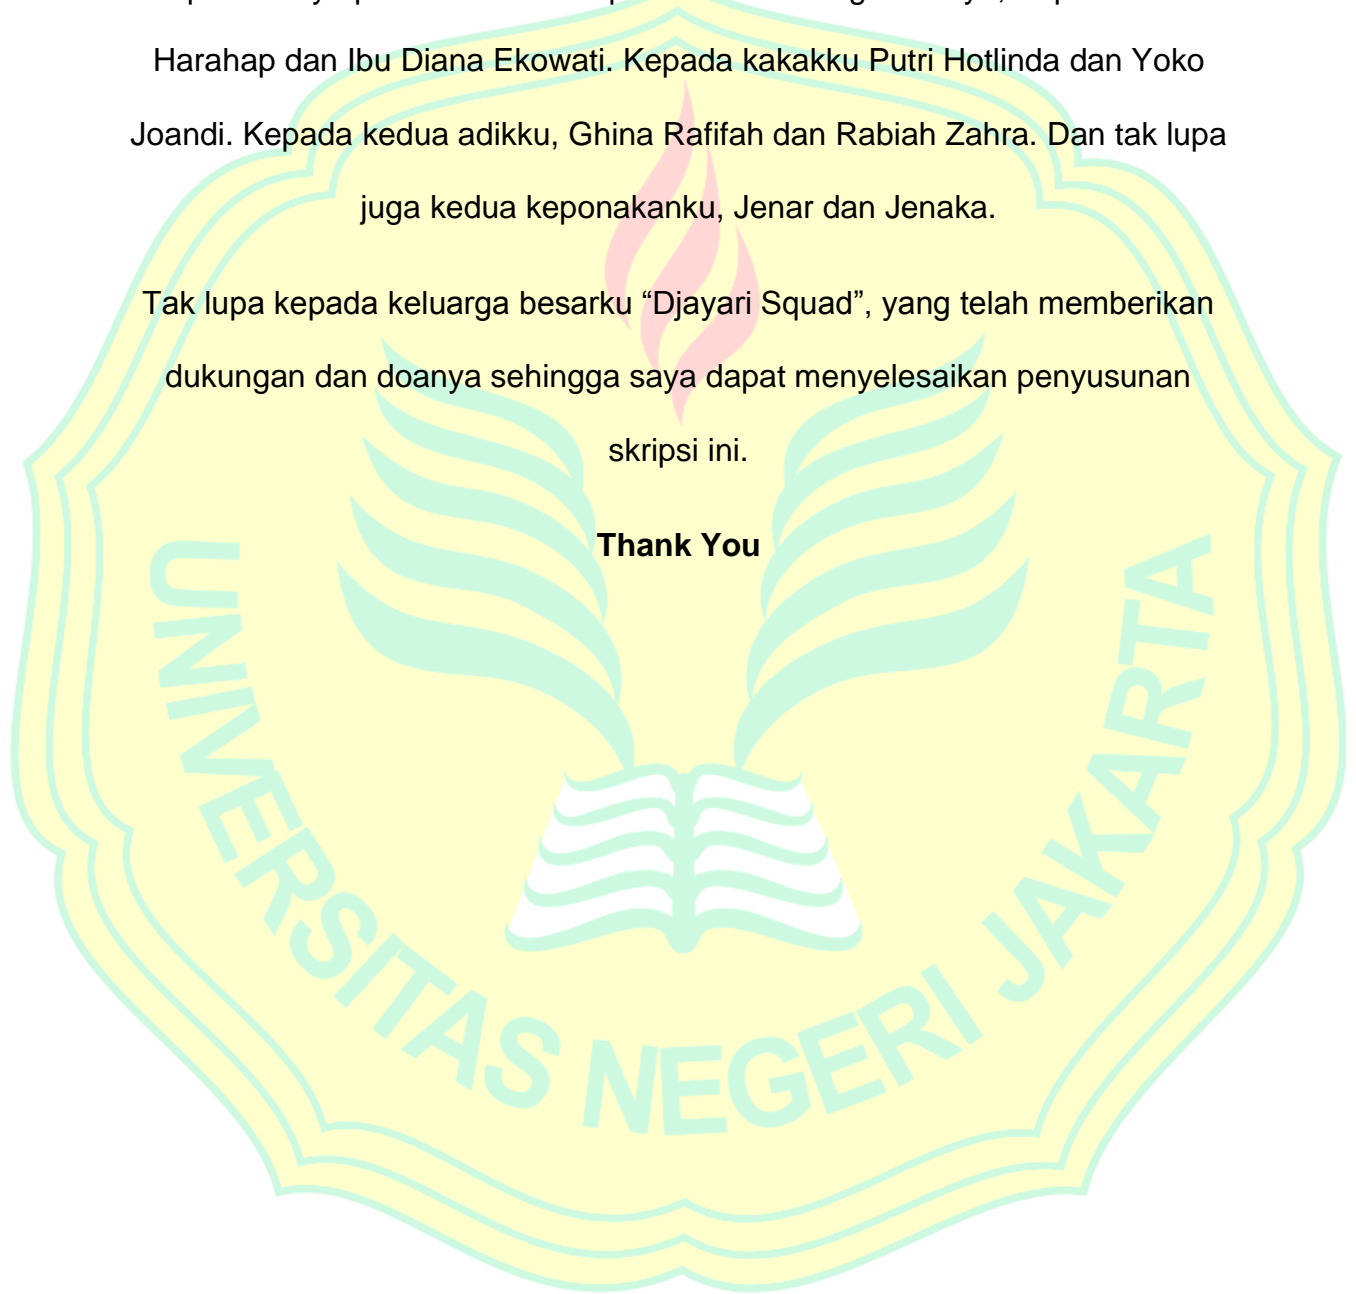 Harahap dan Ibu Diana Ekowati. Kepada kakakku Putri Hotlinda dan Yoko
Joandi. Kepada kedua adikku, Ghina Rafifah dan Rabiah Zahra. Dan tak lupa
juga kedua keponakanku, Jenar dan Jenaka.
Tak lupa kepada keluarga besarku “Djayari Squad”, yang telah memberikan
dukungan dan doanya sehingga saya dapat menyelesaikan penyusunan
skripsi ini.
Thank You
UNIVERSITAS NEGERI JAKARTA